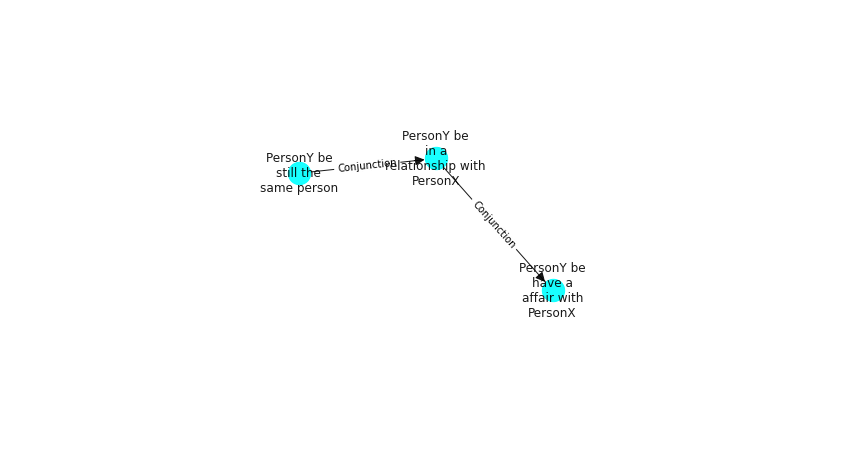 PersonY be
still the
same person
Conjunction
PersonY be
in a
relationship with
PersonX
Conjunction
PersonY be
have a
affair with
PersonX